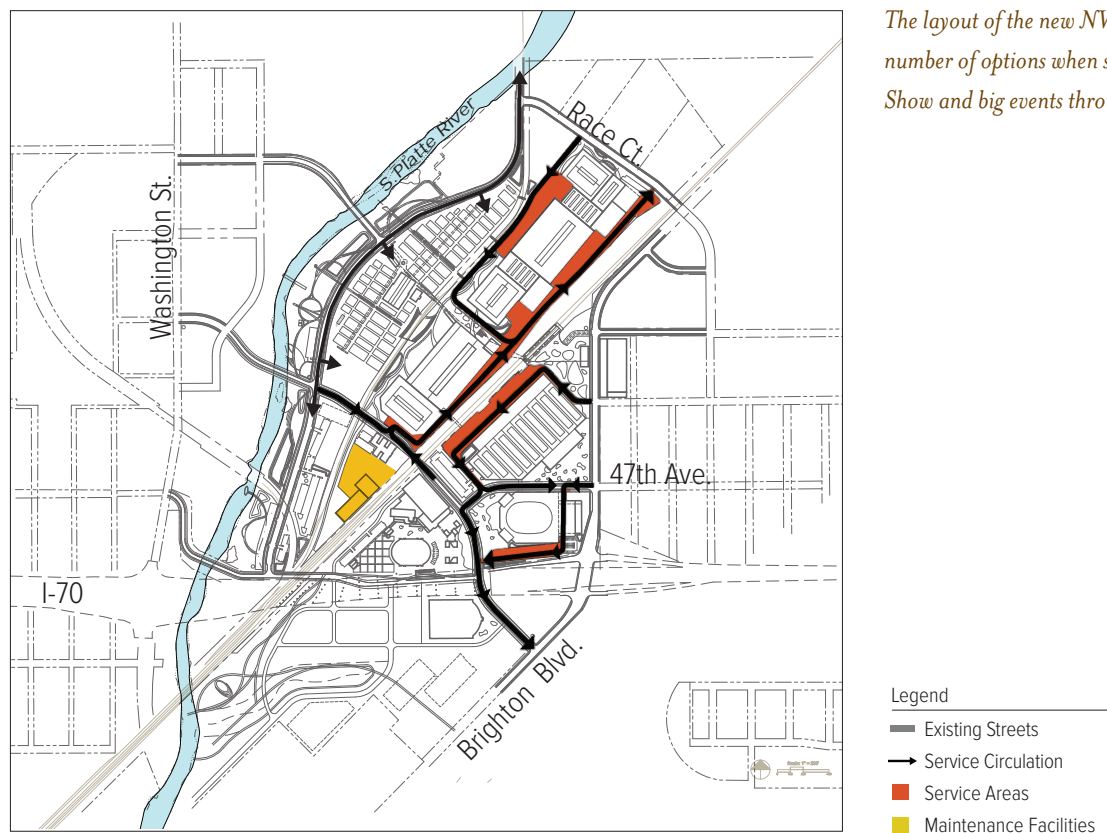 The layout of the new NW
number of options when s
Show and big events thro
Race Ct.
S. Platte River
Washington St.
47th Ave.
I-70
Brighton Blvd.
Legend
Existing Streets
Service Circulation
Service Areas
Maintenance Facilities